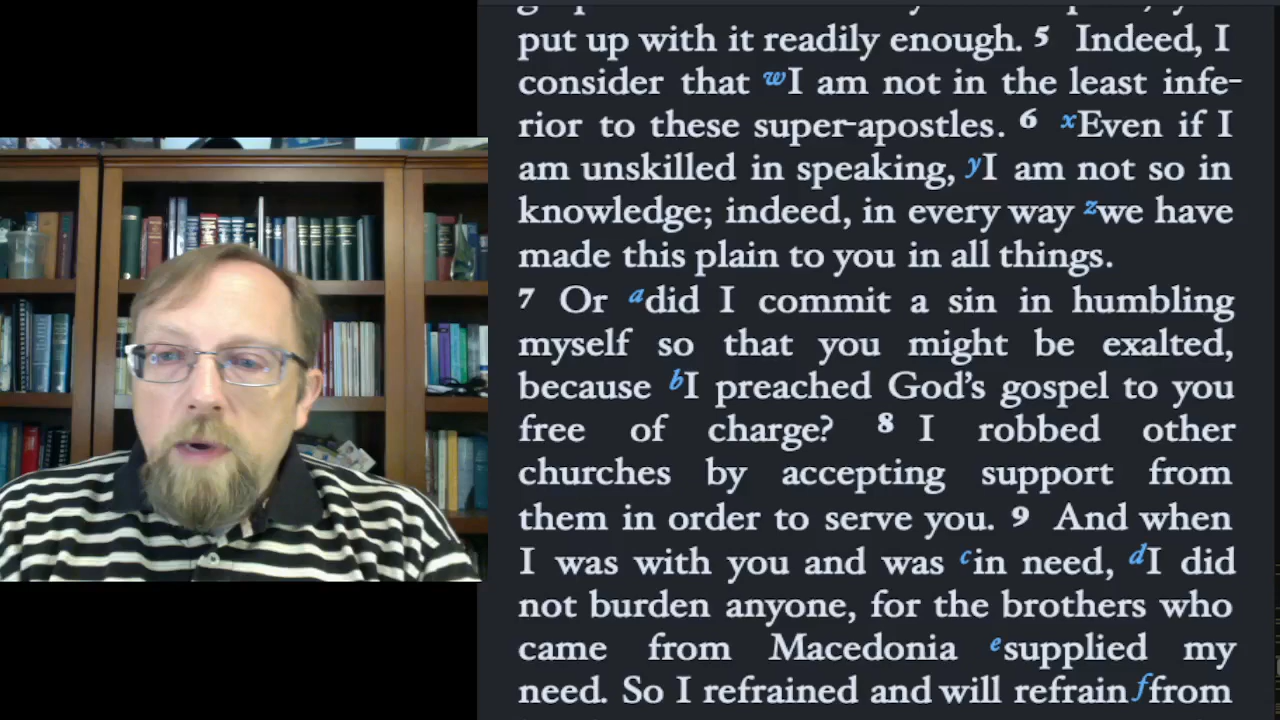 put up with it readily enough. 5 Indeed, I
consider that wI am not in the least infe-
rior to these super-apostles. 6 xEven if I
am unskilled in speaking, yI am not so in
knowledge; indeed, in every way zwe have
made this plain to you in all things.
7 Or adid I commit a sin in humbling
myself so that you might be exalted,
because bI preached God’s gospel to you
free of charge? 8 I robbed other
churches by accepting support from
them in order to serve you. 9 And when
I was with you and was cin need, dI did
not burden anyone, for the brothers who
came from Macedonia esupplied my
need. So I refrained and will refrain ffrom